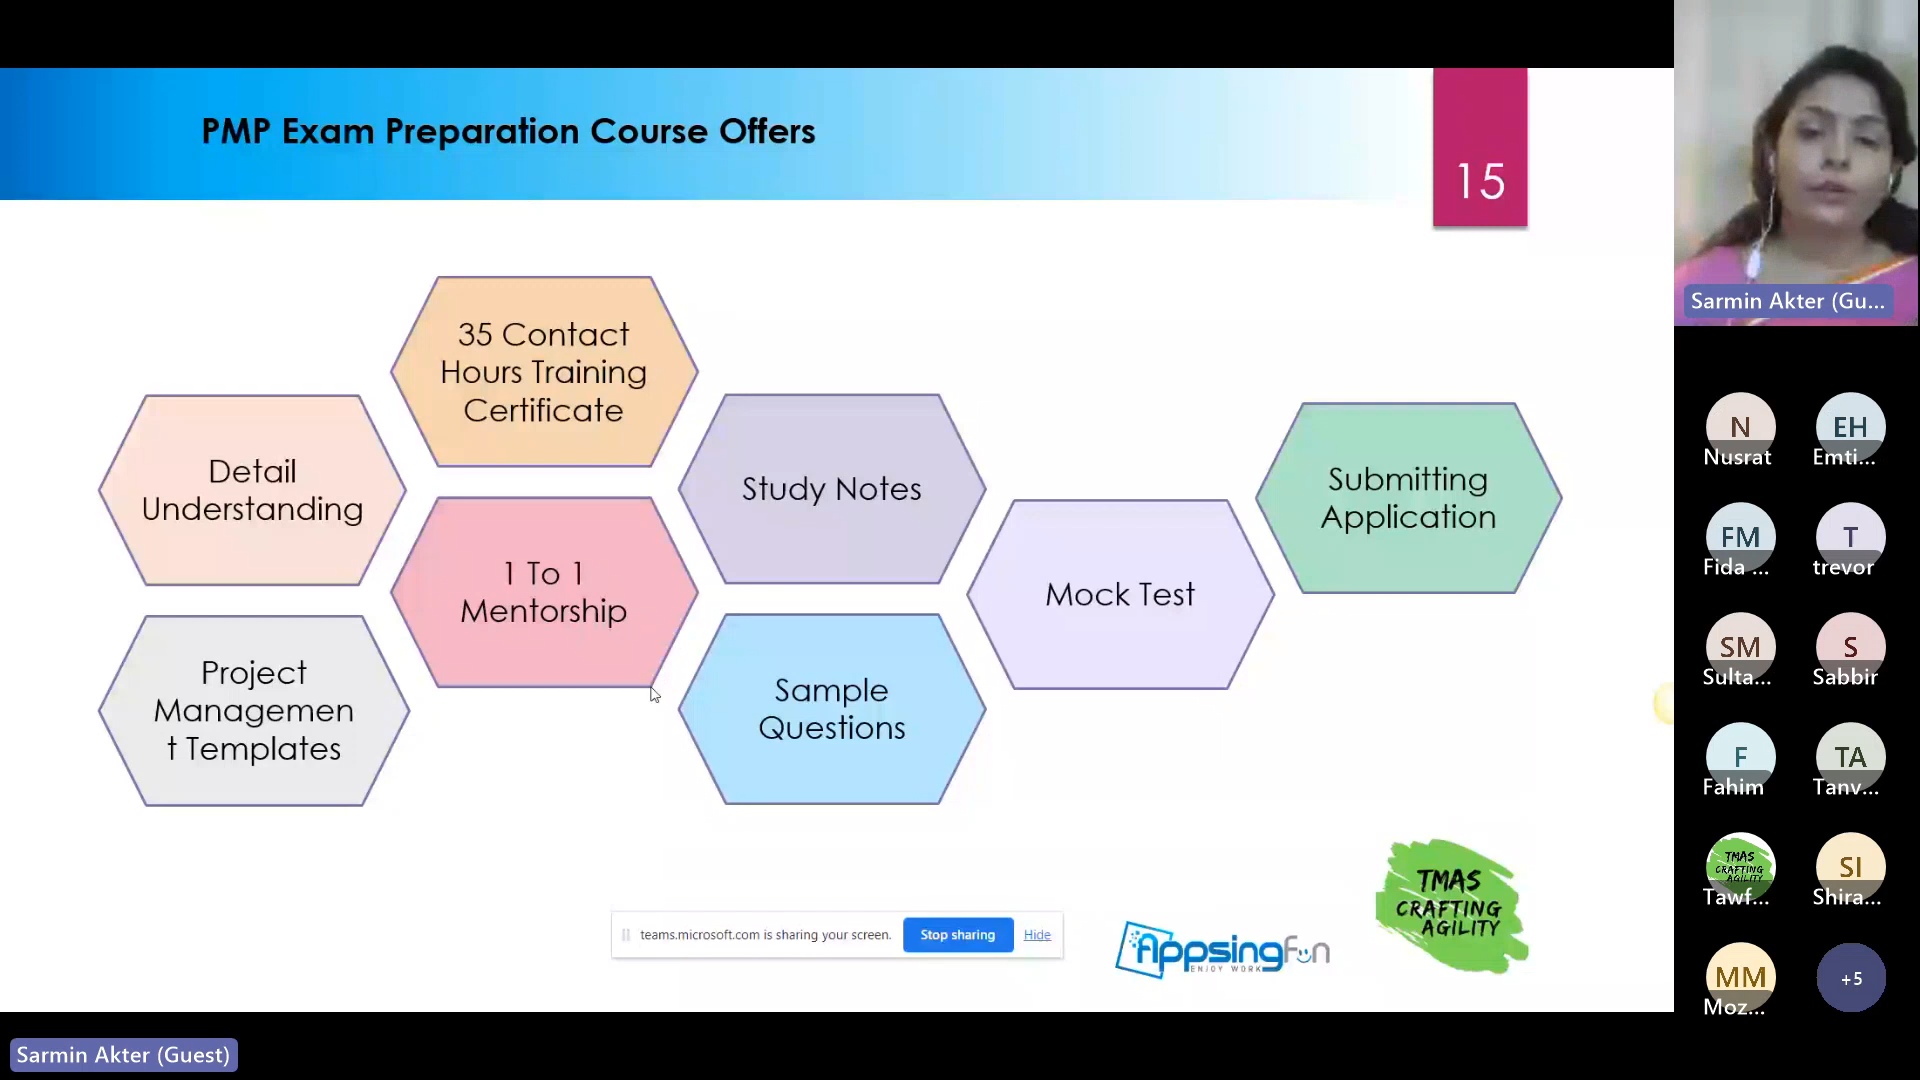 PMP Exam Preparation Course Offers
15
35 Contact
Hours Training
Certificate
Detail
Understanding
Study Notes
Submitting
Application
1 To 1
Mentorship
Mock Test
Project
Managemen
t Templates
Sample
Questions
teams.microsoft.com is sharing your screen.
Stop sharing
Hide
AppsingFun
ENJOY WORK
TMAS
CRAFTING
AGILITY
Sarmin Akter (Guest)
Sarmin Akter (Gu...
N
Nusrat
EH
Emti...
FM
Fida ...
T
trevor
SM
Sulta...
S
Sabbir
F
Fahim
TA
Tanv...
TMAS
CRAFTING
AGILITY
Tawf...
SI
Shira...
MM
Moz...
+5